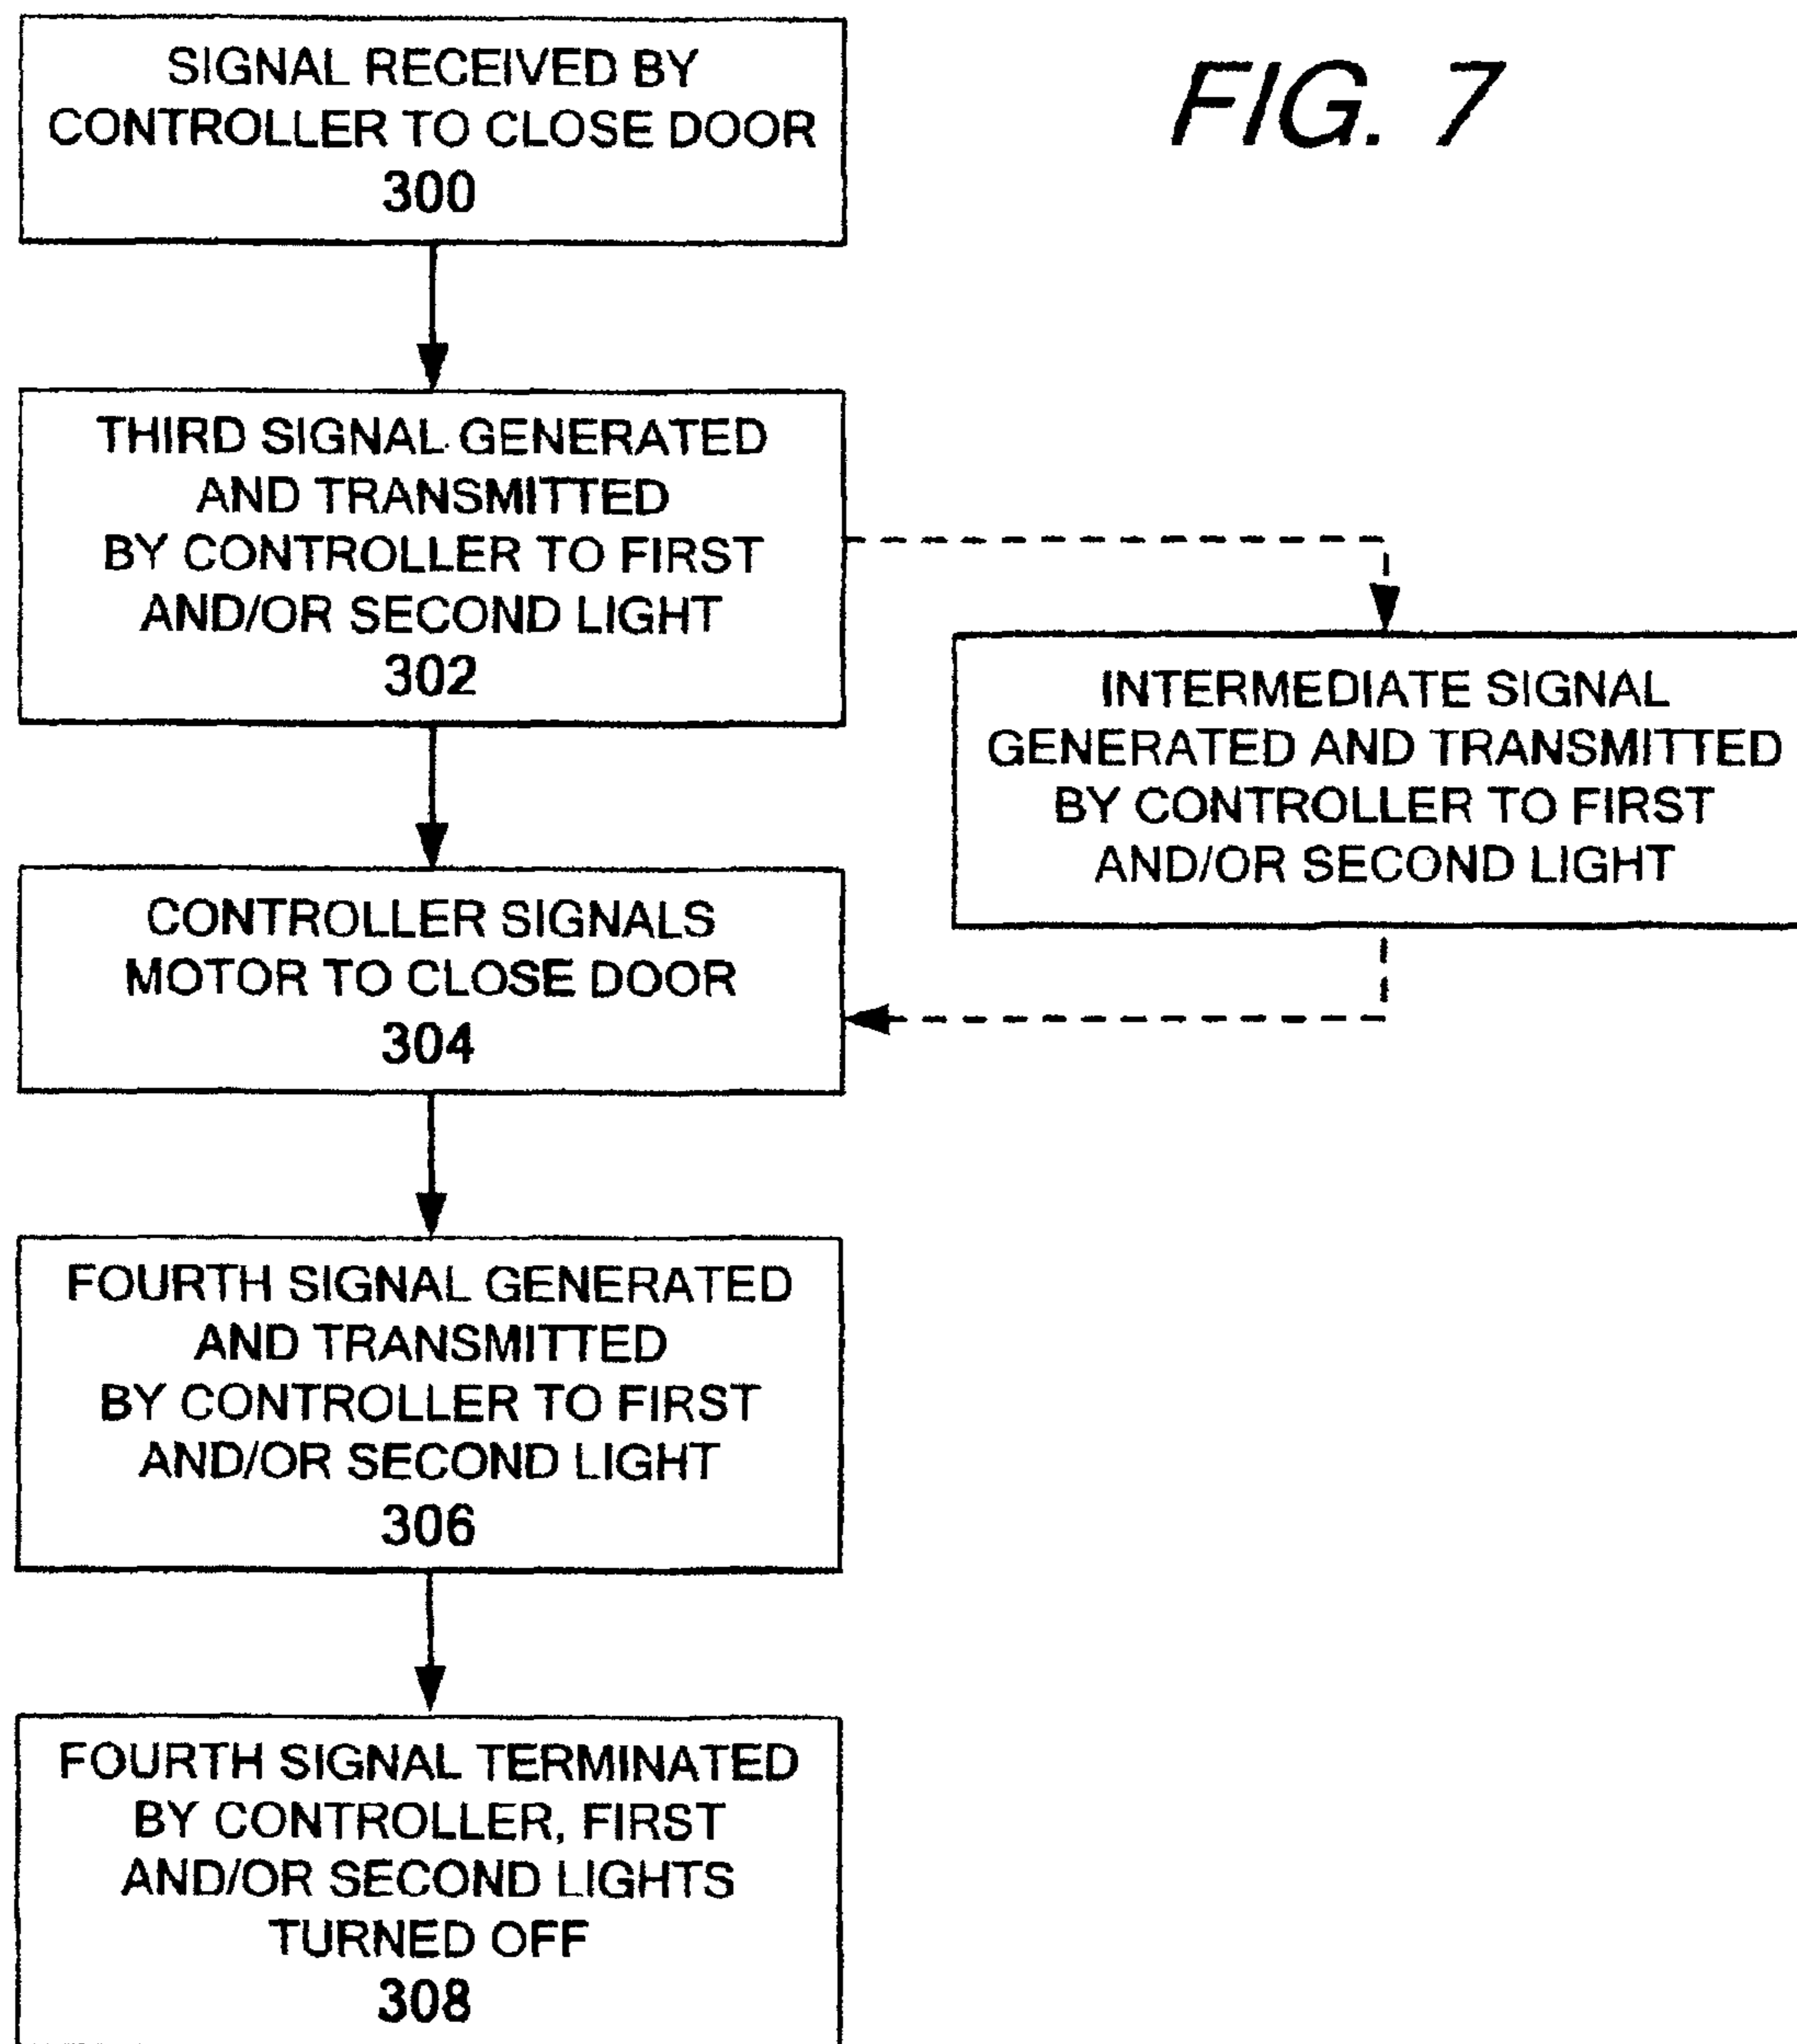 FIG. 7
SIGNAL RECEIVED BY
CONTROLLER TO CLOSE DOOR
300
THIRD SIGNAL GENERATED
AND TRANSMITTED
BY CONTROLLER TO FIRST
AND/OR SECOND LIGHT
302
INTERMEDIATE SIGNAL
GENERATED AND TRANSMITTED
BY CONTROLLER TO FIRST
AND/OR SECOND LIGHT
CONTROLLER SIGNALS
MOTOR TO CLOSE DOOR
304
FOURTH SIGNAL GENERATED
AND TRANSMITTED
BY CONTROLLER TO FIRST
AND/OR SECOND LIGHT
306
FOURTH SIGNAL TERMINATED
BY CONTROLLER, FIRST
AND/OR SECOND LIGHTS
TURNED OFF
308